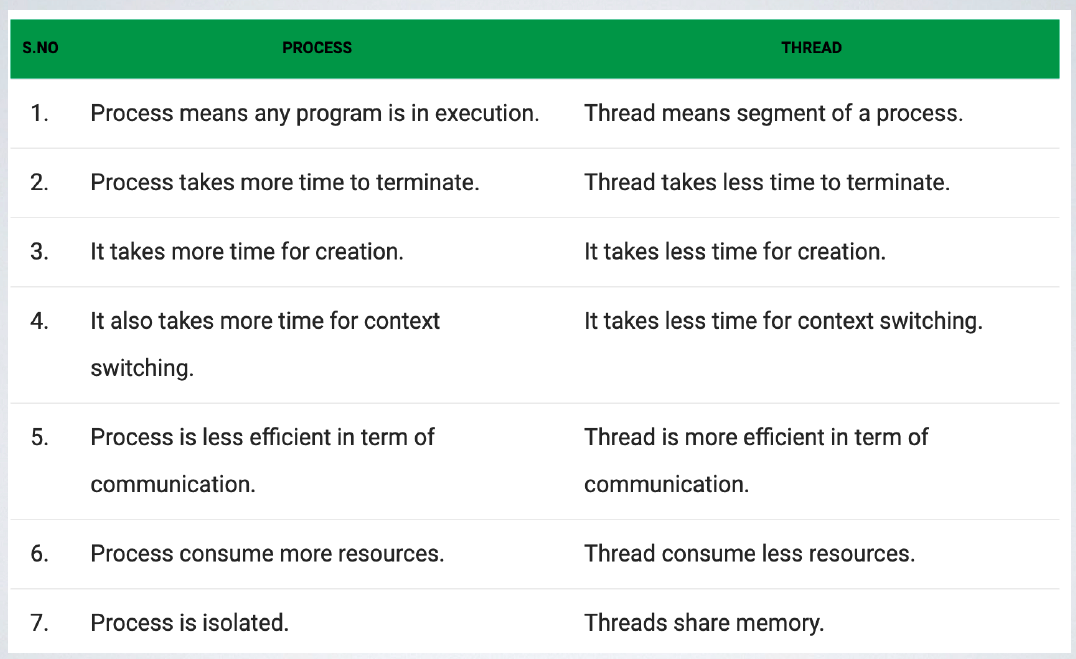 S.NO PROCESS THREAD
1. Process means any program is in execution. Thread means segment of a process.
2. Process takes more time to terminate. Thread takes less time to terminate.
3. It takes more time for creation. It takes less time for creation.
4. It also takes more time for context It takes less time for context switching.
switching.
5. Process is less efficient in term of Thread is more efficient in term of
communication. communication.
6. Process consume more resources. Thread consume less resources.
7. Process is isolated. Threads share memory.